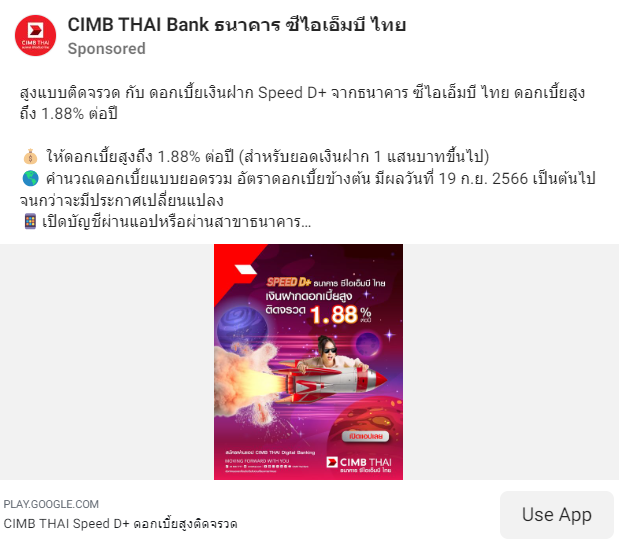 CIMB THAI Bank ธนาคาร ซีไอเอ็มบี ไทย
Sponsored
สูงแบบติดจรวด กับ ดอกเบี้ยเงินฝาก Speed D+ จากธนาคาร ซีไอเอ็มบี ไทย ดอกเบี้ยสูง
ถึง 1.88% ต่อปี
💰 ให้ดอกเบี้ยสูงถึง 1.88% ต่อปี (สำหรับยอดเงินฝาก 1 แสนบาทขึ้นไป)
🌎 คำนวณดอกเบี้ยแบบยอดรวม อัตราดอกเบี้ยข้างต้น มีผลวันที่ 19 ก.ย. 2566 เป็นต้นไป
จนกว่าจะมีประกาศเปลี่ยนแปลง
📱 เปิดบัญชีผ่านแอปหรือผ่านสาขาธนาคาร...
SPEED D+ ธนาคาร ซีไอเอ็มบี ไทย
เงินฝากดอกเบี้ยสูง
ติดจรวด 1.88% ต่อปี
เปิดแอปเลย
สมัครผ่านแอป CIMB THAI Digital Banking
MOVING FORWARD WITH YOU
CIMB THAI
ธนาคาร ซีไอเอ็มบี ไทย
PLAY.GOOGLE.COM
CIMB THAI Speed D+ ดอกเบี้ยสูงติดจรวด
Use App